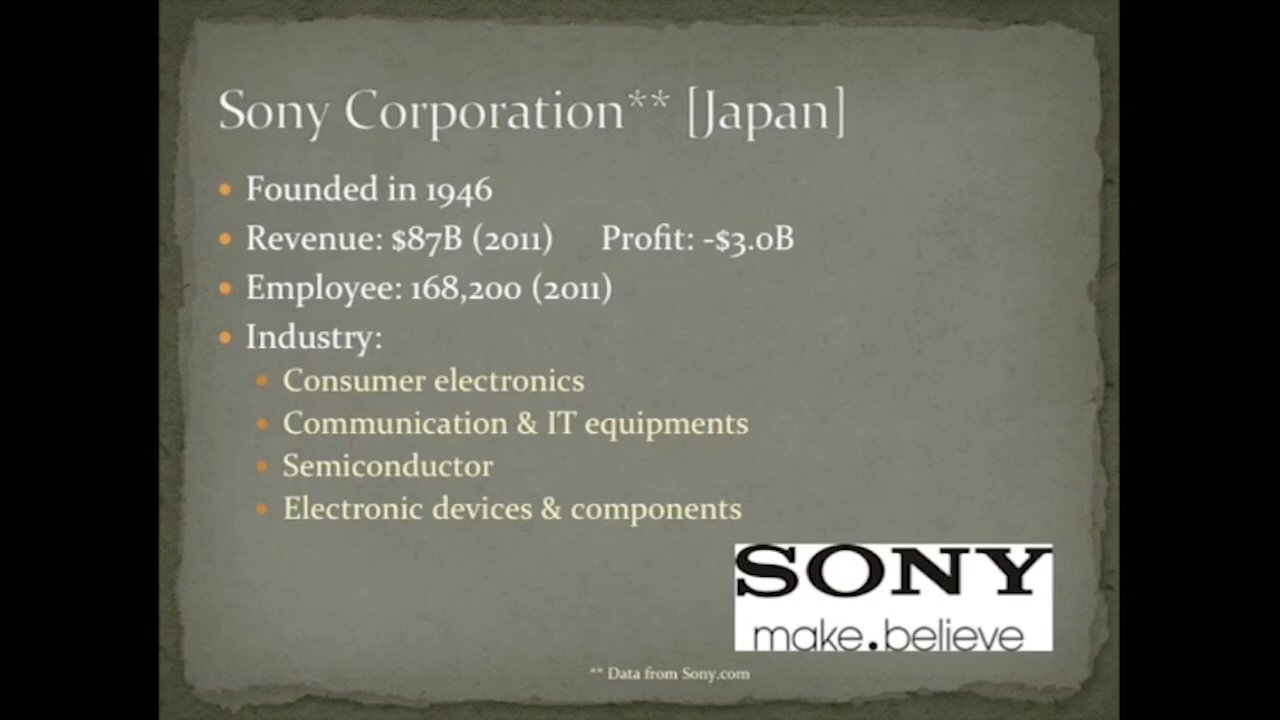 Sony Corporation** [Japan]
Founded in 1946
Revenue: $87B (2011) Profit: -$3.0B
Employee: 168,200 (2011)
Industry:
Consumer electronics
Communication & IT equipments
Semiconductor
Electronic devices & components
SONY
make.believe
** Data from Sony.com